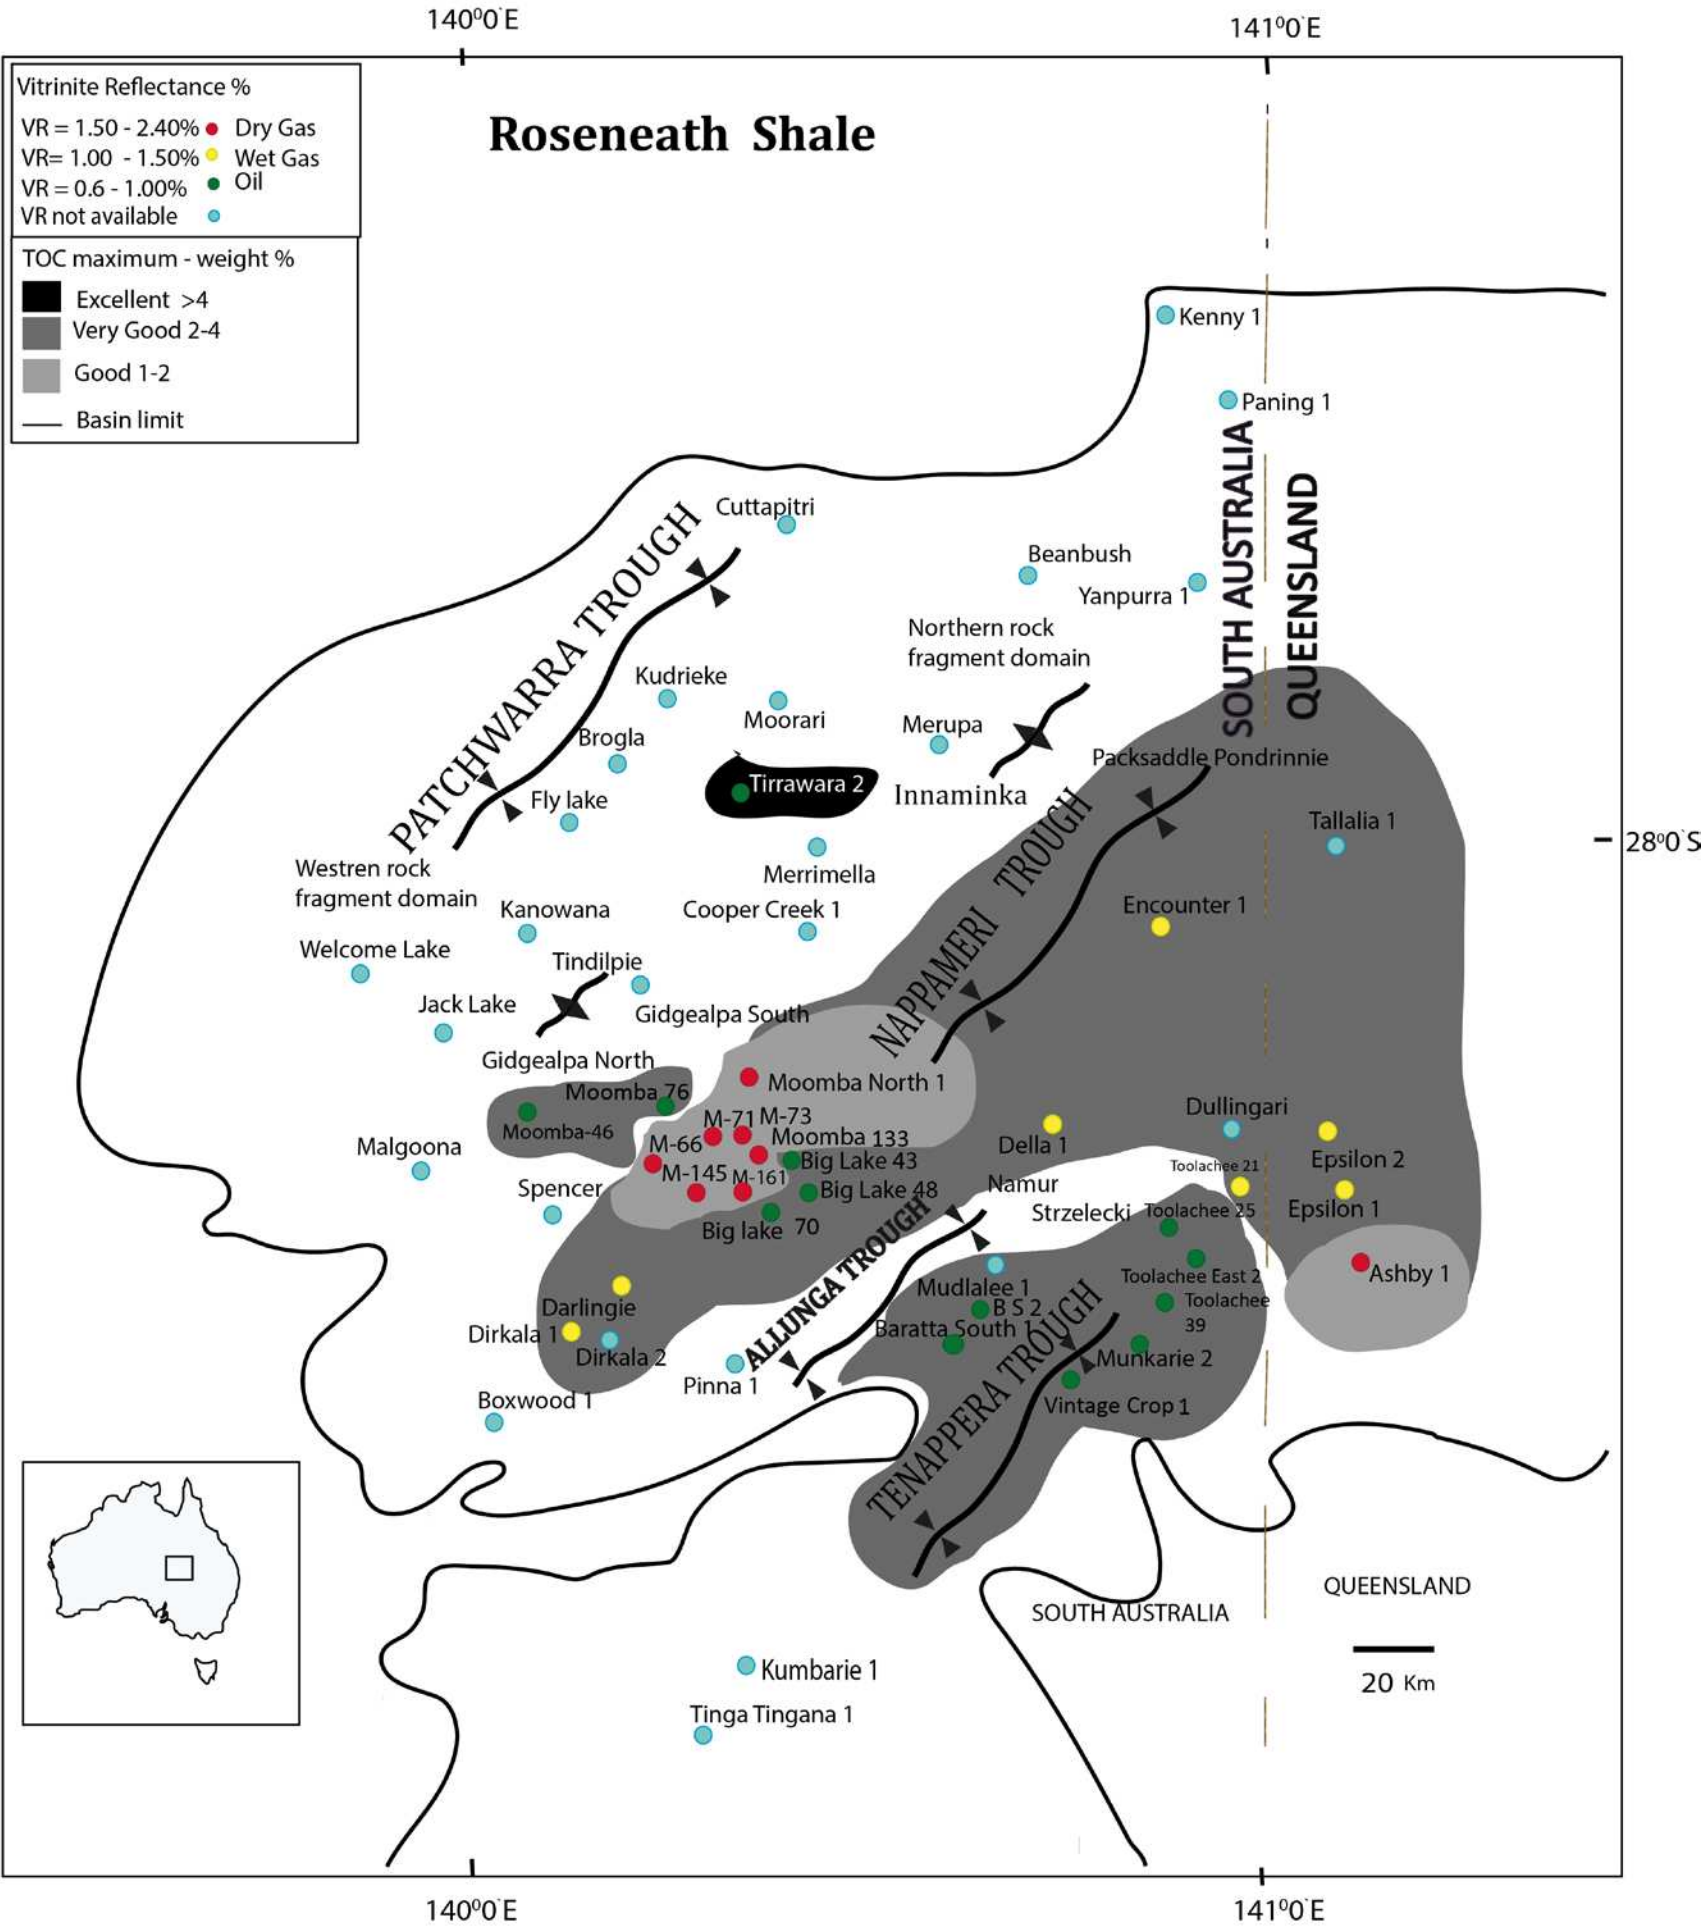 140⁰0'E
141⁰0'E
Vitrinite Reflectance %
VR = 1.50 - 2.40% Dry Gas
VR= 1.00 - 1.50% Wet Gas
VR = 0.6 - 1.00% Oil
VR not available
TOC maximum - weight %
Excellent >4
Very Good 2-4
Good 1-2
Basin limit
Roseneath Shale
Kenny 1
Paning 1
SOUTH AUSTRALIA
QUEENSLAND
Cuttapitri
PATCHWARRA TROUGH
Beanbush
Yanpurra 1
Northern rock
fragment domain
Kudrieke
Moorari
Merupa
Brogla
Packsaddle Pondrinnie
Tirrawara 2
Innaminka
Fly lake
Tallalia 1
28⁰0'S
Westren rock
fragment domain
Merrimella
NAPPAMERI TROUGH
Kanowana
Cooper Creek 1
Encounter 1
Welcome Lake
Tindilpie
Jack Lake
Gidgealpa South
Gidgealpa North
Moomba North 1
Moomba 76
Moomba-46
M-71
M-73
Dullingari
M-66
Moomba 133
Della 1
Malgoona
Big Lake 43
Epsilon 2
Toolachee 21
M-145
M-161
Spencer
Big Lake 48
Namur
Strzelecki
Toolachee 25
Epsilon 1
Big lake 70
ALLUNGA TROUGH
Ashby 1
Toolachee East 2
Mudlalee 1
Darlingie
B S 2
Toolachee
39
Dirkala 1
Baratta South 1
Dirkala 2
Munkarie 2
Pinna 1
Boxwood 1
Vintage Crop 1
TENAPPERA TROUGH
QUEENSLAND
SOUTH AUSTRALIA
Kumbarie 1
20 Km
Tinga Tingana 1
140⁰0'E
141⁰0'E